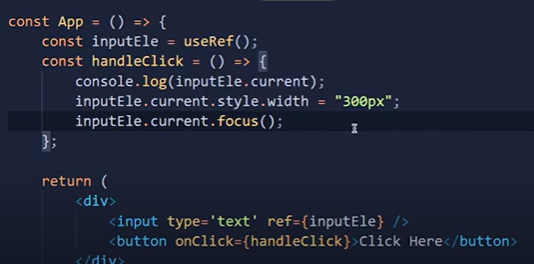 const App = () => {
    const inputEle = useRef();
    const handleClick = () => {
        console.log(inputEle.current);
        inputEle.current.style.width = "300px";
        inputEle.current.focus();
    };

    return (
        <div>
            <input type='text' ref={inputEle} />
            <button onClick={handleClick}>Click Here</button>
        </div>